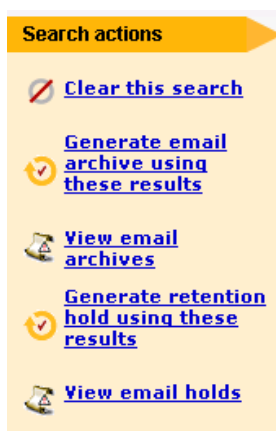 Search actions
Clear this search
Generate email
archive using
these results
View email
archives
Generate retention
hold using these
results
View email holds